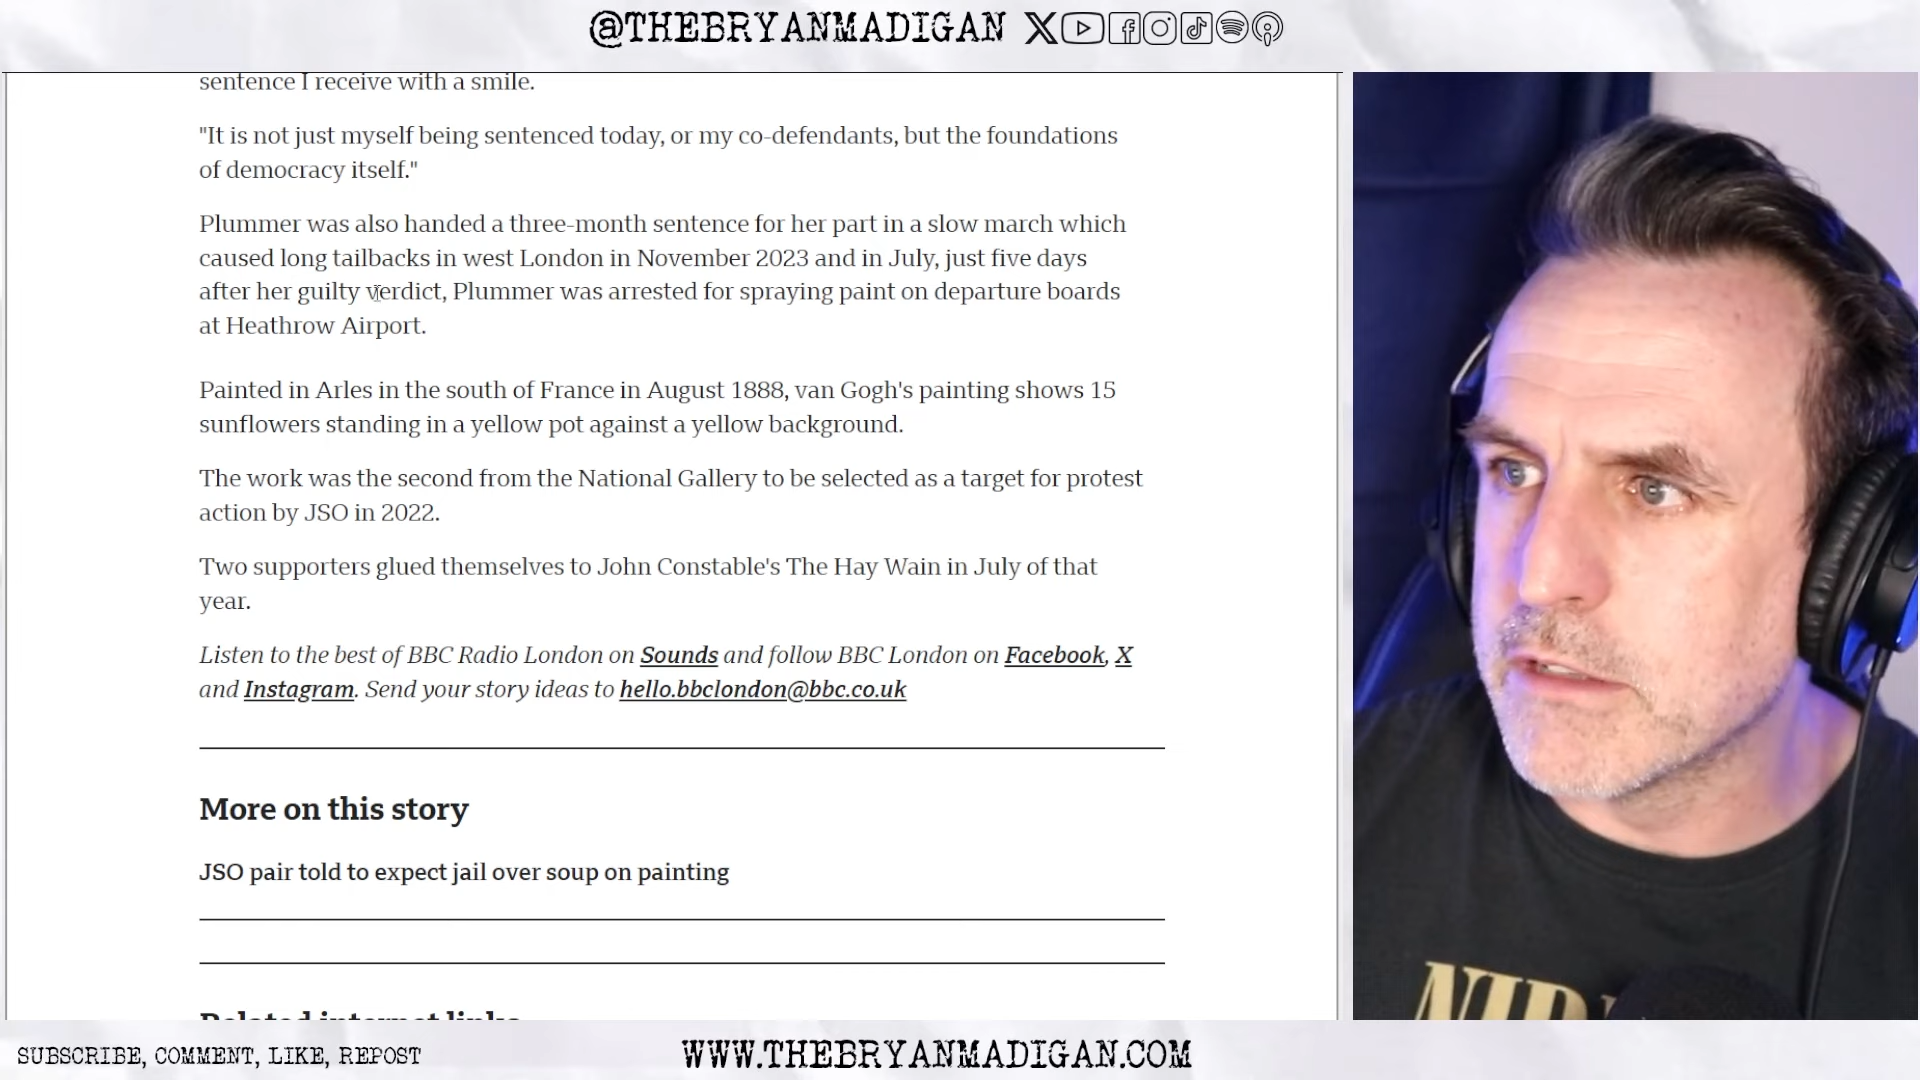 @THEBRYANMADIGAN
sentence I receive with a smile.
"It is not just myself being sentenced today, or my co-defendants, but the foundations
of democracy itself."
Plummer was also handed a three-month sentence for her part in a slow march which
caused long tailbacks in west London in November 2023 and in July, just five days
after her guilty verdict, Plummer was arrested for spraying paint on departure boards
at Heathrow Airport.
Painted in Arles in the south of France in August 1888, van Gogh's painting shows 15
sunflowers standing in a yellow pot against a yellow background.
The work was the second from the National Gallery to be selected as a target for protest
action by JSO in 2022.
Two supporters glued themselves to John Constable's The Hay Wain in July of that
year.
Listen to the best of BBC Radio London on Sounds and follow BBC London on Facebook, X
and Instagram. Send your story ideas to hello.bbclondon@bbc.co.uk
More on this story
JSO pair told to expect jail over soup on painting
Related internet links
SUBSCRIBE, COMMENT, LIKE, REPOST
WWW.THEBRYANMADIGAN.COM